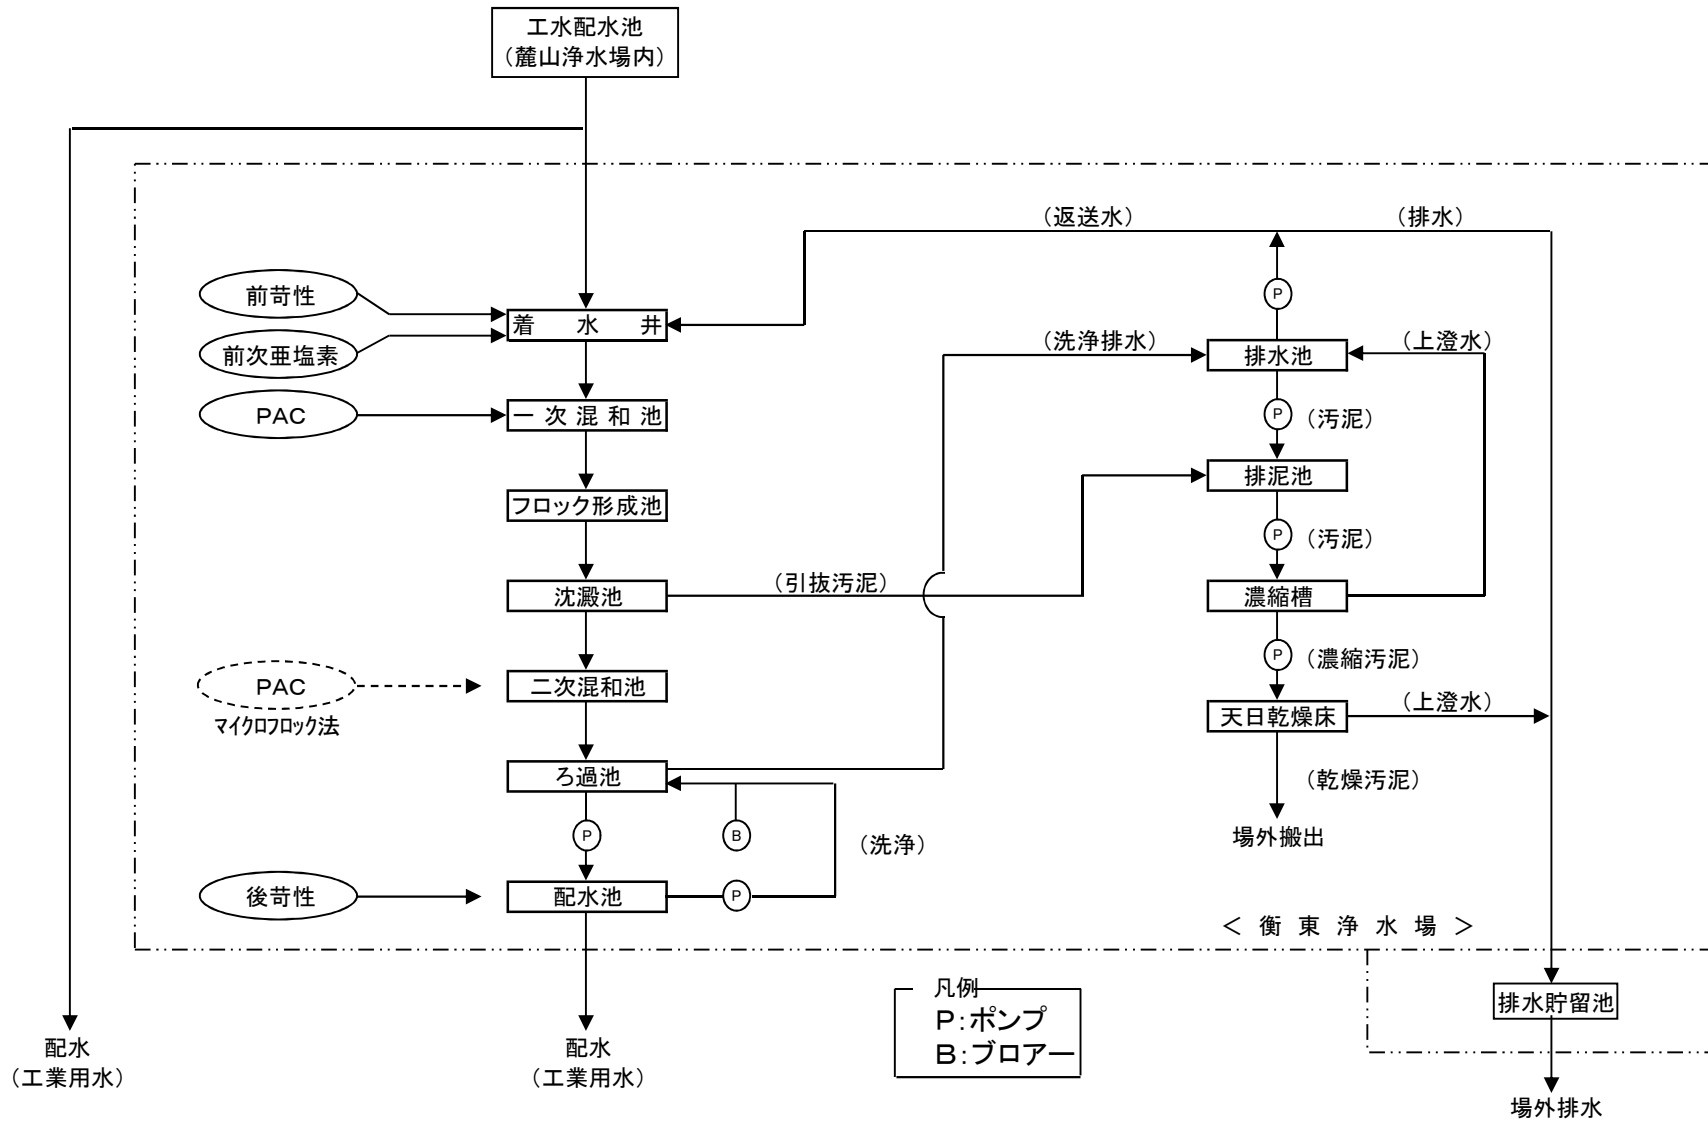 工水配水池
（麓山浄水場内）
（返送水）
（排水）
前苛性
前次亜塩素
着水井
P
（洗浄排水）
排水池
（上澄水）
PAC
一次混和池
P
（汚泥）
フロック形成池
排泥池
P
（汚泥）
沈澱池
（引抜汚泥）
濃縮槽
P
（濃縮汚泥）
PAC
マイクロフロック法
二次混和池
天日乾燥床
（上澄水）
ろ過池
（乾燥汚泥）
P
B
（洗浄）
場外搬出
後苛性
配水池
P
＜衡東浄水場＞
凡例
P：ポンプ
B：ブロアー
排水貯留池
配水
（工業用水）
配水
（工業用水）
場外排水